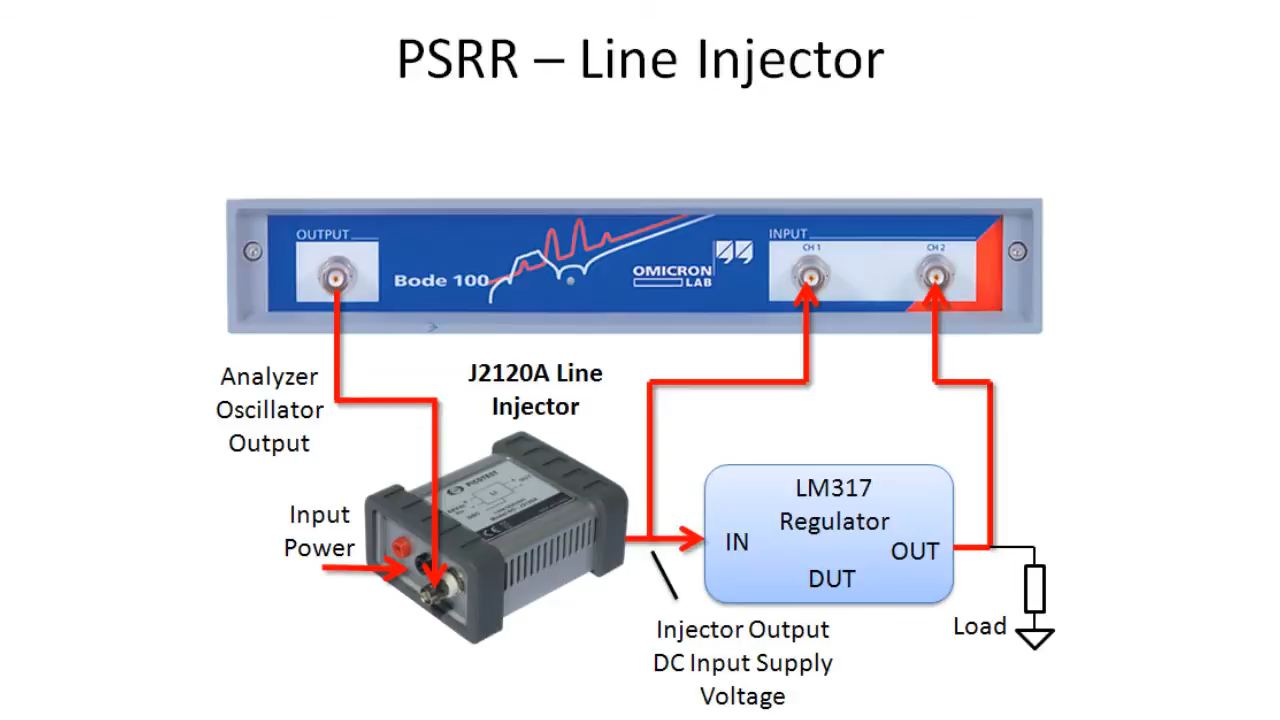 PSRR – Line Injector
OUTPUT
Bode 100
OMICRON
LAB
INPUT
CH 1
CH 2
Analyzer
Oscillator
Output
J2120A Line
Injector
Input
Power
PICOTEST
LM317
Regulator
IN
OUT
DUT
Load
Injector Output
DC Input Supply
Voltage